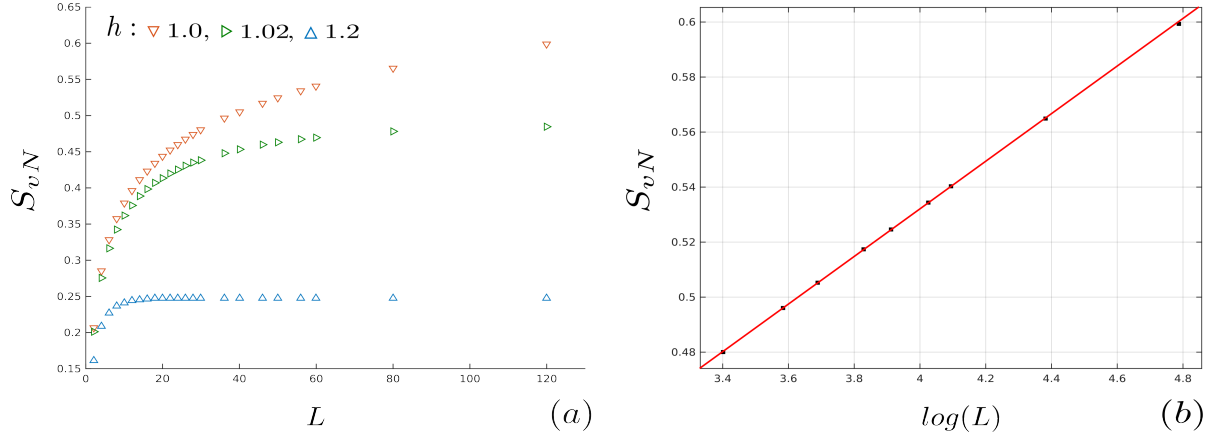 h : ▽ 1.0, ▷ 1.02, △ 1.2
0.65
0.6
0.55
0.5
0.45
0.4
0.35
0.3
0.25
0.2
0.15
0 20 40 60 80 100 120
S_{vN}
L
(a)
0.6
0.58
0.56
0.54
0.52
0.5
0.48
3.4 3.6 3.8 4 4.2 4.4 4.6 4.8
S_{vN}
log(L)
(b)